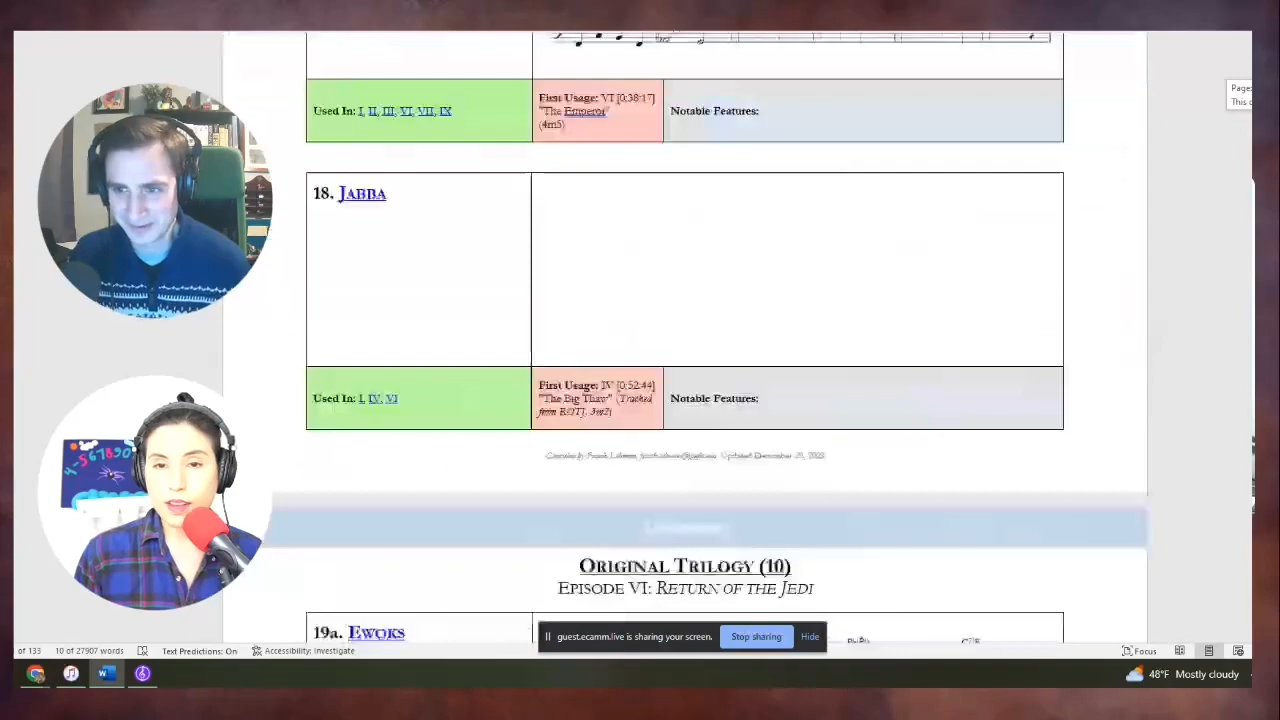 Page:
This c
Used In: I, II, III, VI, VII, IX
First Usage: VI [0:38:17]
"The Emperor"
(4m5)
Notable Features:
18. JABBA
Used In: I, IV, VI
First Usage: IV [0:52:44]
"The Big Thaw" (Tracked
from ROTJ, 3m2)
Notable Features:
ORIGINAL TRILOGY (10)
EPISODE VI: RETURN OF THE JEDI
19a. EWOKS
guest.ecamm.live is sharing your screen.
Stop sharing
Hide
of 133
10 of 27907 words
Text Predictions: On
Accessibility: Investigate
Focus
48°F Mostly cloudy